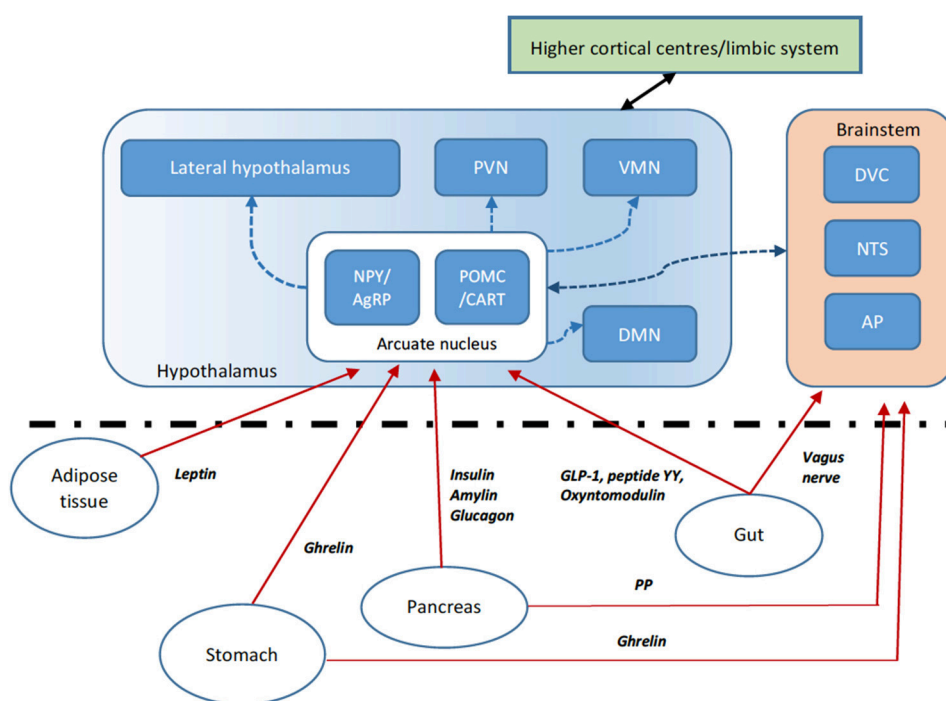 Higher cortical centres/limbic system
Brainstem
Lateral hypothalamus
PVN
VMN
DVC
NTS
AP
NPY/
AgRP
POMC
/CART
Arcuate nucleus
DMN
Hypothalamus
Adipose
tissue
Leptin
Ghrelin
Insulin
Amylin
Glucagon
GLP-1, peptide YY,
Oxyntomodulin
Vagus
nerve
Gut
Pancreas
PP
Stomach
Ghrelin